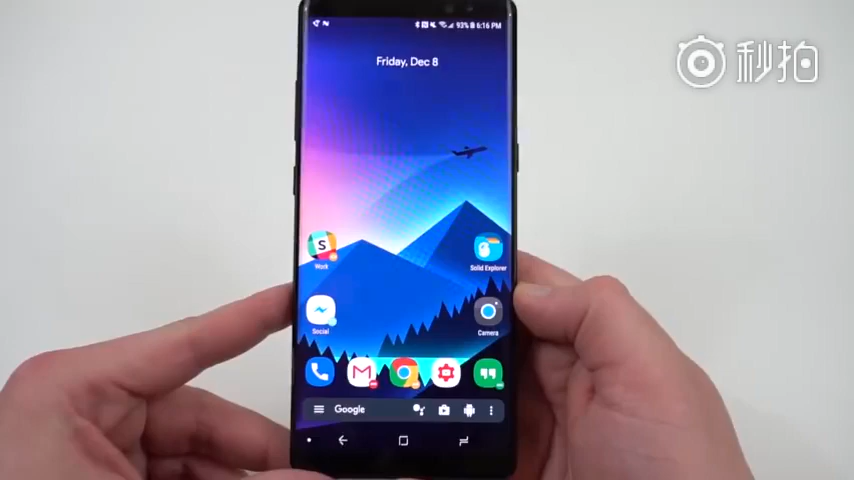 93% 6:16 PM
秒拍
Friday, Dec 8
S
Work
Solid Explorer
Social
Camera
Google